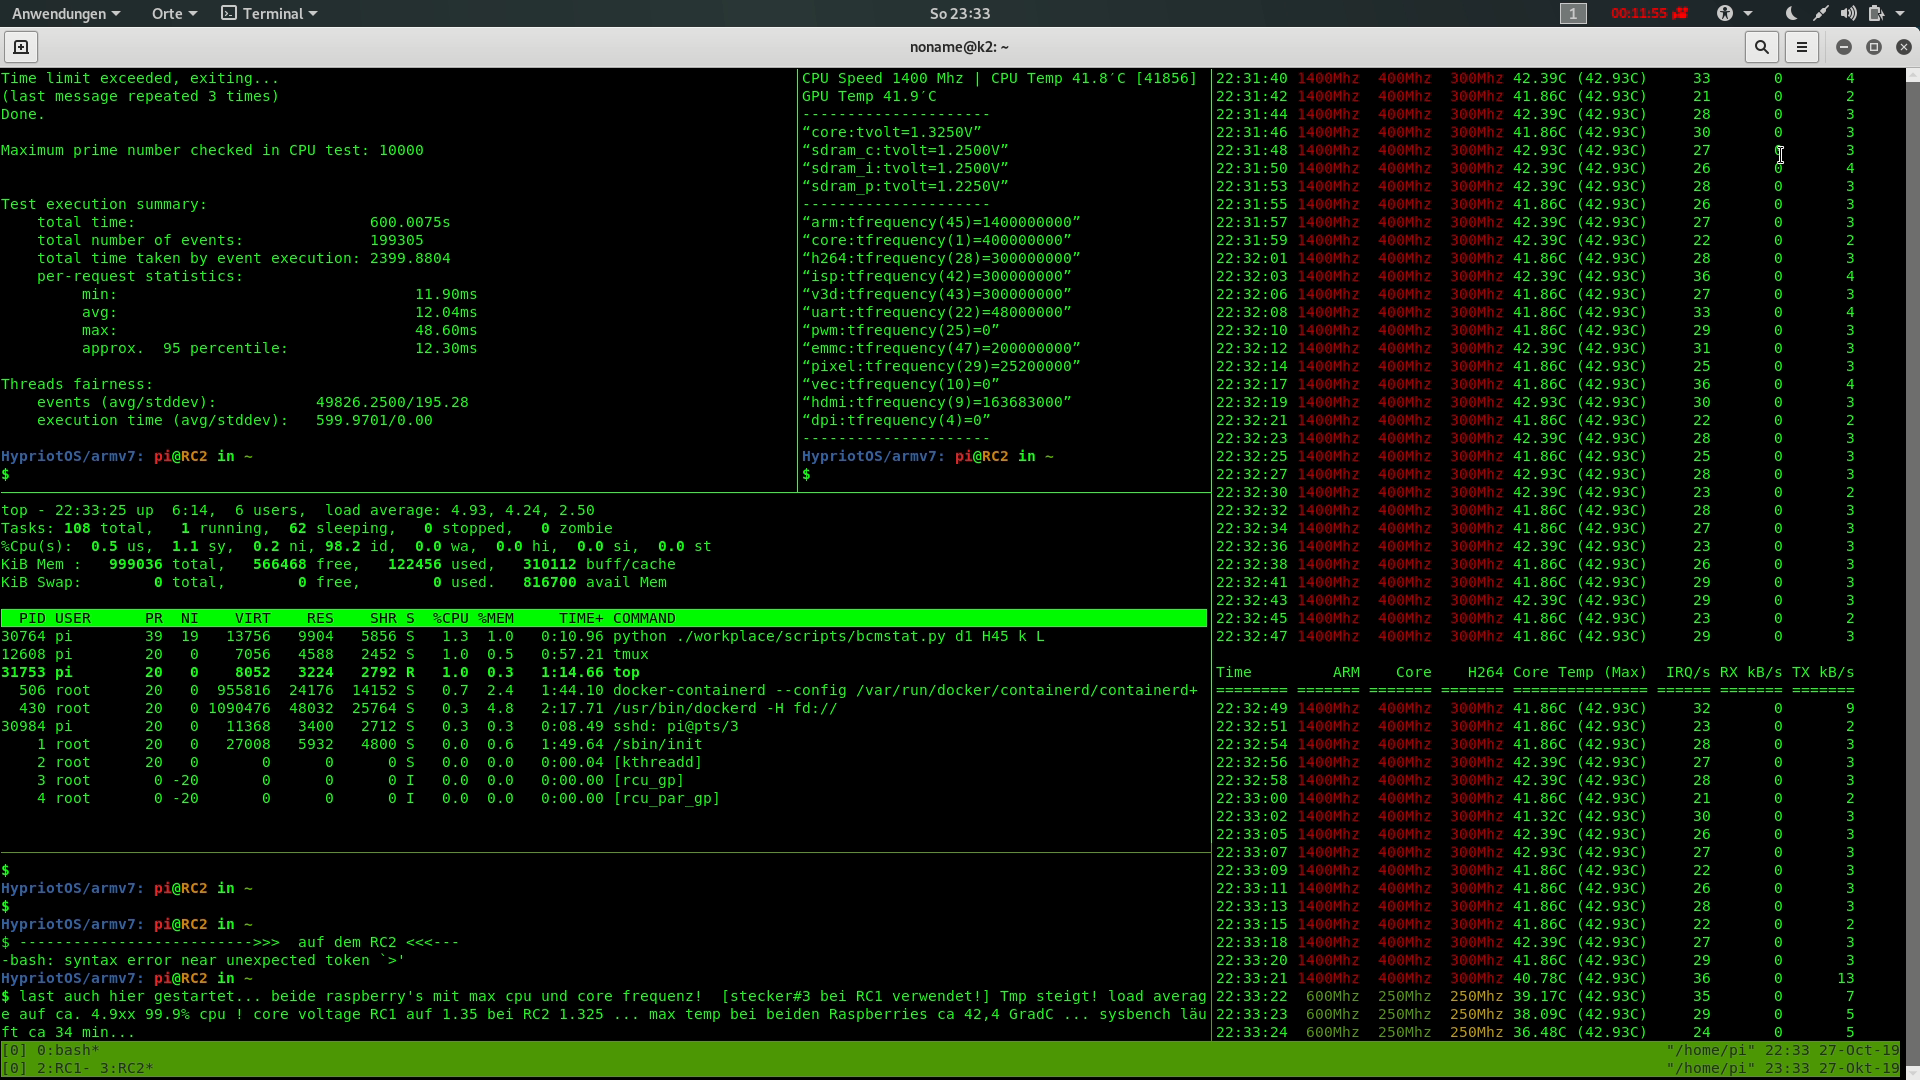 Anwendungen Orte Terminal So 23:33 1 00:11:55
noname@k2: ~
Time limit exceeded, exiting...
(last message repeated 3 times)
Done.
Maximum prime number checked in CPU test: 10000
Test execution summary:
total time: 600.0075s
total number of events: 199305
total time taken by event execution: 2399.8804
per-request statistics:
min: 11.90ms
avg: 12.04ms
max: 48.60ms
approx. 95 percentile: 12.30ms
Threads fairness:
events (avg/stddev): 49826.2500/195.28
execution time (avg/stddev): 599.9701/0.00
HypriotOS/armv7: pi@RC2 in ~
$
CPU Speed 1400 Mhz | CPU Temp 41.8´C [41856]
GPU Temp 41.9´C
---------------------
“core:tvolt=1.3250V”
“sdram_c:tvolt=1.2500V”
“sdram_i:tvolt=1.2500V”
“sdram_p:tvolt=1.2250V”
---------------------
“arm:tfrequency(45)=1400000000”
“core:tfrequency(1)=400000000”
“h264:tfrequency(28)=300000000”
“isp:tfrequency(42)=300000000”
“v3d:tfrequency(43)=300000000”
“uart:tfrequency(22)=48000000”
“pwm:tfrequency(25)=0”
“emmc:tfrequency(47)=200000000”
“pixel:tfrequency(29)=25200000”
“vec:tfrequency(10)=0”
“hdmi:tfrequency(9)=163683000”
“dpi:tfrequency(4)=0”
---------------------
HypriotOS/armv7: pi@RC2 in ~
$
top - 22:33:25 up 6:14, 6 users, load average: 4.93, 4.24, 2.50
Tasks: 108 total, 1 running, 62 sleeping, 0 stopped, 0 zombie
%Cpu(s): 0.5 us, 1.1 sy, 0.2 ni, 98.2 id, 0.0 wa, 0.0 hi, 0.0 si, 0.0 st
KiB Mem : 999036 total, 566468 free, 122456 used, 310112 buff/cache
KiB Swap: 0 total, 0 free, 0 used. 816700 avail Mem
PID USER PR NI VIRT RES SHR S %CPU %MEM TIME+ COMMAND
30764 pi 39 19 13756 9904 5856 S 1.3 1.0 0:10.96 python ./workplace/scripts/bcmstat.py d1 H45 k L
12608 pi 20 0 7056 4588 2452 S 1.0 0.5 0:57.21 tmux
31753 pi 20 0 8052 3224 2792 R 1.0 0.3 1:14.66 top
506 root 20 0 955816 24176 14152 S 0.7 2.4 1:44.10 docker-containerd --config /var/run/docker/containerd/containerd+
430 root 20 0 1090476 48032 25764 S 0.3 4.8 2:17.71 /usr/bin/dockerd -H fd://
30984 pi 20 0 11368 3400 2712 S 0.3 0.3 0:08.49 sshd: pi@pts/3
1 root 20 0 27008 5932 4800 S 0.0 0.6 1:49.64 /sbin/init
2 root 20 0 0 0 0 S 0.0 0.0 0:00.04 [kthreadd]
3 root 0 -20 0 0 0 I 0.0 0.0 0:00.00 [rcu_gp]
4 root 0 -20 0 0 0 I 0.0 0.0 0:00.00 [rcu_par_gp]
$
HypriotOS/armv7: pi@RC2 in ~
$
HypriotOS/armv7: pi@RC2 in ~
$ -------------------------->>> auf dem RC2 <<<---
-bash: syntax error near unexpected token `>'
HypriotOS/armv7: pi@RC2 in ~
$ last auch hier gestartet... beide raspberry's mit max cpu und core frequenz! [stecker#3 bei RC1 verwendet!] Tmp steigt! load averag
e auf ca. 4.9xx 99.9% cpu ! core voltage RC1 auf 1.35 bei RC2 1.325 ... max temp bei beiden Raspberries ca 42,4 GradC ... sysbench läu
ft ca 34 min...
22:31:40 1400Mhz 400Mhz 300Mhz 42.39C (42.93C) 33 0 4
22:31:42 1400Mhz 400Mhz 300Mhz 41.86C (42.93C) 21 0 2
22:31:44 1400Mhz 400Mhz 300Mhz 42.39C (42.93C) 28 0 3
22:31:46 1400Mhz 400Mhz 300Mhz 41.86C (42.93C) 30 0 3
22:31:48 1400Mhz 400Mhz 300Mhz 42.93C (42.93C) 27 0 3
22:31:50 1400Mhz 400Mhz 300Mhz 42.39C (42.93C) 26 0 4
22:31:53 1400Mhz 400Mhz 300Mhz 42.39C (42.93C) 28 0 3
22:31:55 1400Mhz 400Mhz 300Mhz 41.86C (42.93C) 26 0 3
22:31:57 1400Mhz 400Mhz 300Mhz 42.39C (42.93C) 27 0 3
22:31:59 1400Mhz 400Mhz 300Mhz 42.39C (42.93C) 22 0 2
22:32:01 1400Mhz 400Mhz 300Mhz 41.86C (42.93C) 28 0 3
22:32:03 1400Mhz 400Mhz 300Mhz 42.39C (42.93C) 36 0 4
22:32:06 1400Mhz 400Mhz 300Mhz 41.86C (42.93C) 27 0 3
22:32:08 1400Mhz 400Mhz 300Mhz 41.86C (42.93C) 33 0 4
22:32:10 1400Mhz 400Mhz 300Mhz 41.86C (42.93C) 29 0 3
22:32:12 1400Mhz 400Mhz 300Mhz 42.39C (42.93C) 31 0 3
22:32:14 1400Mhz 400Mhz 300Mhz 41.86C (42.93C) 25 0 3
22:32:17 1400Mhz 400Mhz 300Mhz 41.86C (42.93C) 36 0 4
22:32:19 1400Mhz 400Mhz 300Mhz 42.93C (42.93C) 30 0 3
22:32:21 1400Mhz 400Mhz 300Mhz 41.86C (42.93C) 22 0 2
22:32:23 1400Mhz 400Mhz 300Mhz 42.39C (42.93C) 28 0 3
22:32:25 1400Mhz 400Mhz 300Mhz 41.86C (42.93C) 25 0 3
22:32:27 1400Mhz 400Mhz 300Mhz 42.93C (42.93C) 28 0 3
22:32:30 1400Mhz 400Mhz 300Mhz 42.39C (42.93C) 23 0 2
22:32:32 1400Mhz 400Mhz 300Mhz 41.86C (42.93C) 28 0 3
22:32:34 1400Mhz 400Mhz 300Mhz 41.86C (42.93C) 27 0 3
22:32:36 1400Mhz 400Mhz 300Mhz 42.39C (42.93C) 23 0 3
22:32:38 1400Mhz 400Mhz 300Mhz 41.86C (42.93C) 26 0 3
22:32:41 1400Mhz 400Mhz 300Mhz 42.39C (42.93C) 29 0 3
22:32:43 1400Mhz 400Mhz 300Mhz 42.39C (42.93C) 29 0 3
22:32:45 1400Mhz 400Mhz 300Mhz 41.86C (42.93C) 23 0 2
22:32:47 1400Mhz 400Mhz 300Mhz 41.86C (42.93C) 29 0 3
Time ARM Core H264 Core Temp (Max) IRQ/s RX kB/s TX kB/s
======== ======= ======= ======= =============== ====== ======= =======
22:32:49 1400Mhz 400Mhz 300Mhz 41.86C (42.93C) 32 0 9
22:32:51 1400Mhz 400Mhz 300Mhz 41.86C (42.93C) 23 0 2
22:32:54 1400Mhz 400Mhz 300Mhz 41.86C (42.93C) 28 0 3
22:32:56 1400Mhz 400Mhz 300Mhz 42.39C (42.93C) 27 0 3
22:32:58 1400Mhz 400Mhz 300Mhz 42.39C (42.93C) 28 0 3
22:33:00 1400Mhz 400Mhz 300Mhz 41.86C (42.93C) 21 0 2
22:33:02 1400Mhz 400Mhz 300Mhz 41.32C (42.93C) 30 0 3
22:33:05 1400Mhz 400Mhz 300Mhz 42.39C (42.93C) 26 0 3
22:33:07 1400Mhz 400Mhz 300Mhz 42.93C (42.93C) 27 0 3
22:33:09 1400Mhz 400Mhz 300Mhz 41.86C (42.93C) 22 0 3
22:33:11 1400Mhz 400Mhz 300Mhz 41.86C (42.93C) 26 0 3
22:33:13 1400Mhz 400Mhz 300Mhz 41.86C (42.93C) 28 0 3
22:33:15 1400Mhz 400Mhz 300Mhz 41.86C (42.93C) 22 0 2
22:33:18 1400Mhz 400Mhz 300Mhz 42.39C (42.93C) 27 0 3
22:33:20 1400Mhz 400Mhz 300Mhz 41.86C (42.93C) 29 0 3
22:33:21 1400Mhz 400Mhz 300Mhz 40.78C (42.93C) 36 0 13
22:33:22 600Mhz 250Mhz 250Mhz 39.17C (42.93C) 35 0 7
22:33:23 600Mhz 250Mhz 250Mhz 38.09C (42.93C) 29 0 5
22:33:24 600Mhz 250Mhz 250Mhz 36.48C (42.93C) 24 0 5
[0] 0:bash* "/home/pi" 22:33 27-Oct-19
[0] 2:RC1- 3:RC2* "/home/pi" 23:33 27-Okt-19